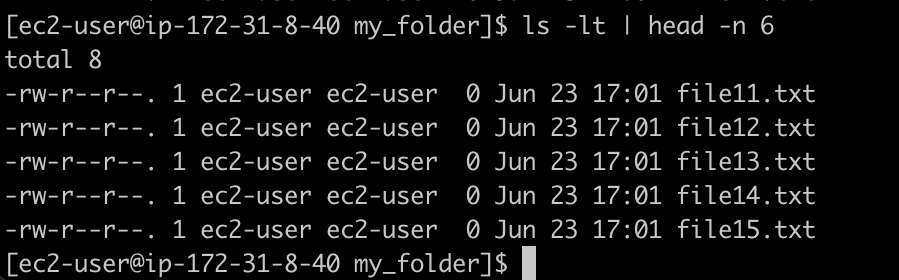 [ec2-user@ip-172-31-8-40 my_folder]$ ls -lt | head -n 6
total 8
-rw-r--r--. 1 ec2-user ec2-user  0 Jun 23 17:01 file11.txt
-rw-r--r--. 1 ec2-user ec2-user  0 Jun 23 17:01 file12.txt
-rw-r--r--. 1 ec2-user ec2-user  0 Jun 23 17:01 file13.txt
-rw-r--r--. 1 ec2-user ec2-user  0 Jun 23 17:01 file14.txt
-rw-r--r--. 1 ec2-user ec2-user  0 Jun 23 17:01 file15.txt
[ec2-user@ip-172-31-8-40 my_folder]$